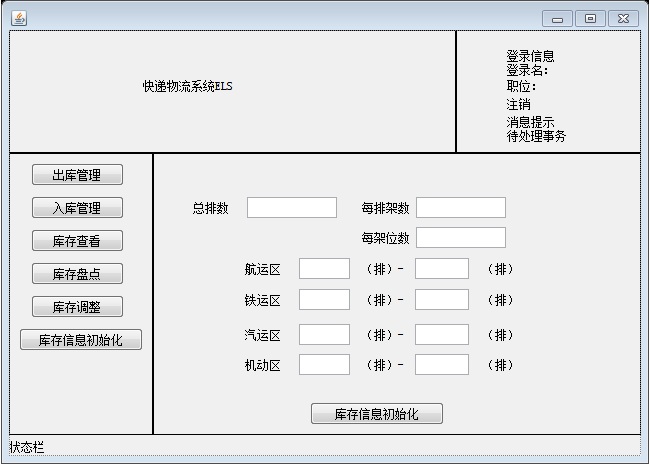 快递物流系统ELS
登录信息
登录名：
职位：
注销
消息提示
待处理事务
出库管理
入库管理
库存查看
库存盘点
库存调整
库存信息初始化
总排数 每排架数
每架位数
航运区 （排）- （排）
铁运区 （排）- （排）
汽运区 （排）- （排）
机动区 （排）- （排）
库存信息初始化
状态栏